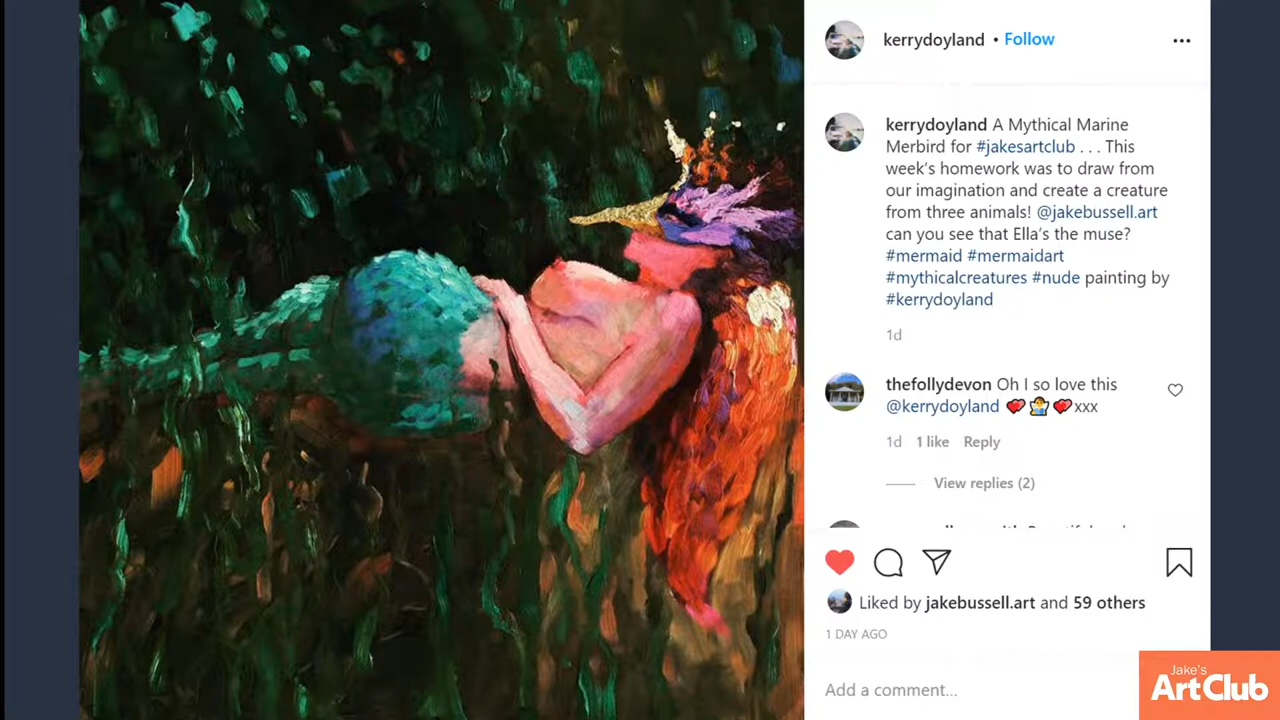 kerrydoyland • Follow
kerrydoyland A Mythical Marine
Merbird for #jakesartclub . . . This
week's homework was to draw from
our imagination and create a creature
from three animals! @jakebussell.art
can you see that Ella's the muse?
#mermaid #mermaidart
#mythicalcreatures #nude painting by
#kerrydoyland
1d
thefollydevon Oh I so love this
@kerrydoyland 💕🧜💕xxx
1d 1 like Reply
View replies (2)
Liked by jakebussell.art and 59 others
1 DAY AGO
Add a comment...
Jake's
ArtClub